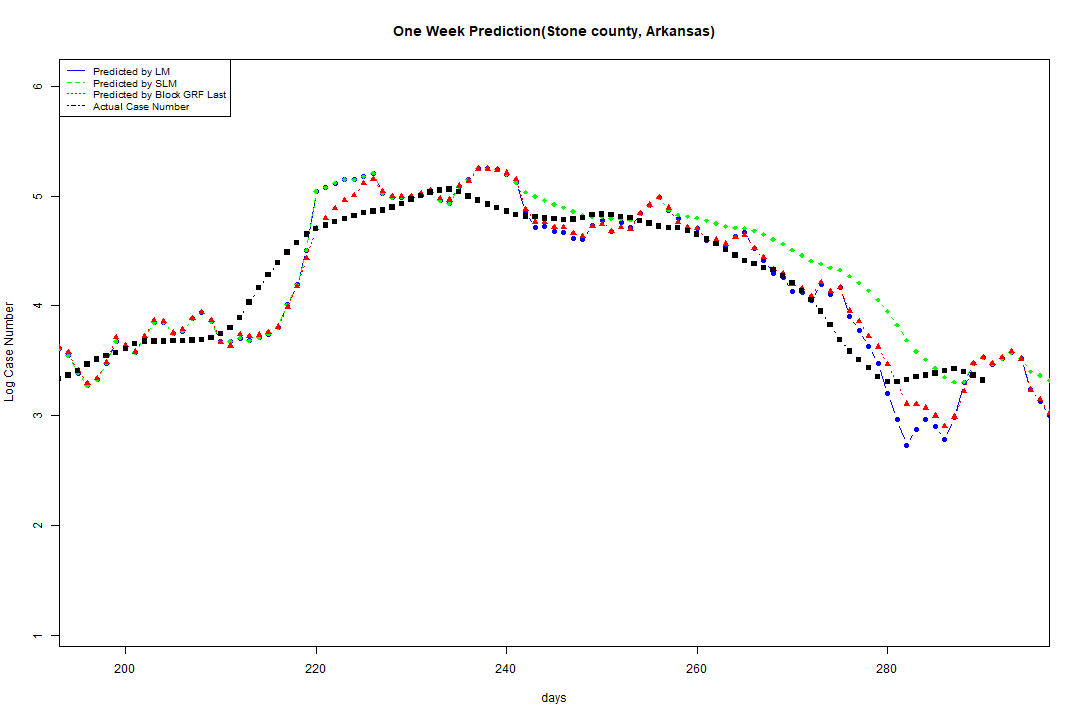 One Week Prediction(Stone county, Arkansas)
Predicted by LM
Predicted by SLM
Predicted by Block GRF Last
Actual Case Number
6
5
4
3
2
1
Log Case Number
200 220 240 260 280
days